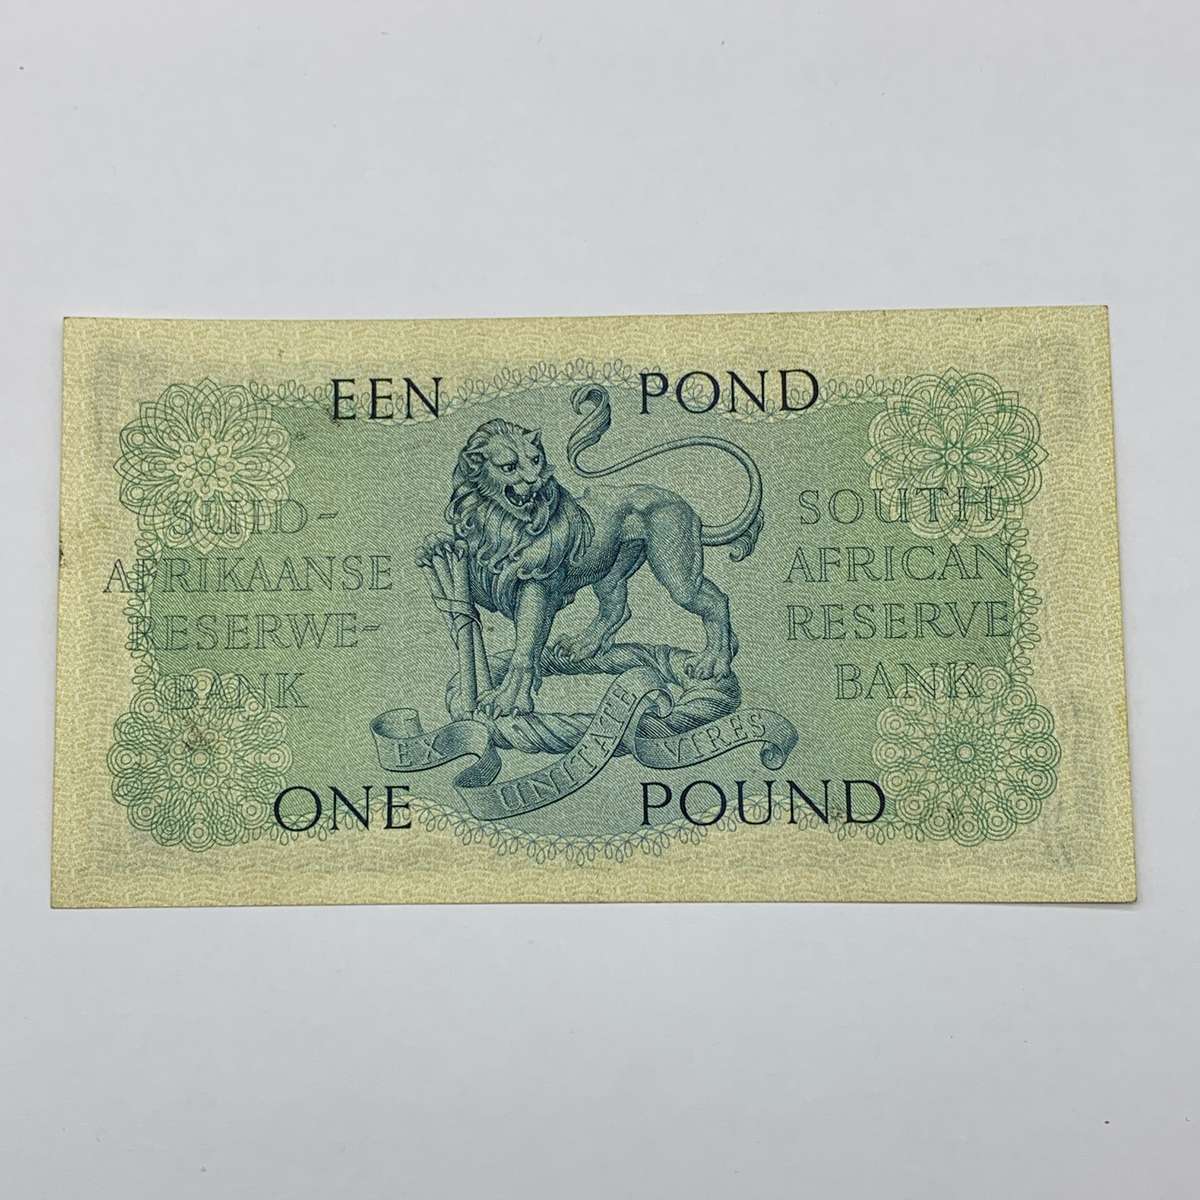 EEN POND
SUID-
AFRIKAANSE
RESERWE-
BANK
SOUTH
AFRICAN
RESERVE
BANK
EX UNITATE VIRES
ONE POUND